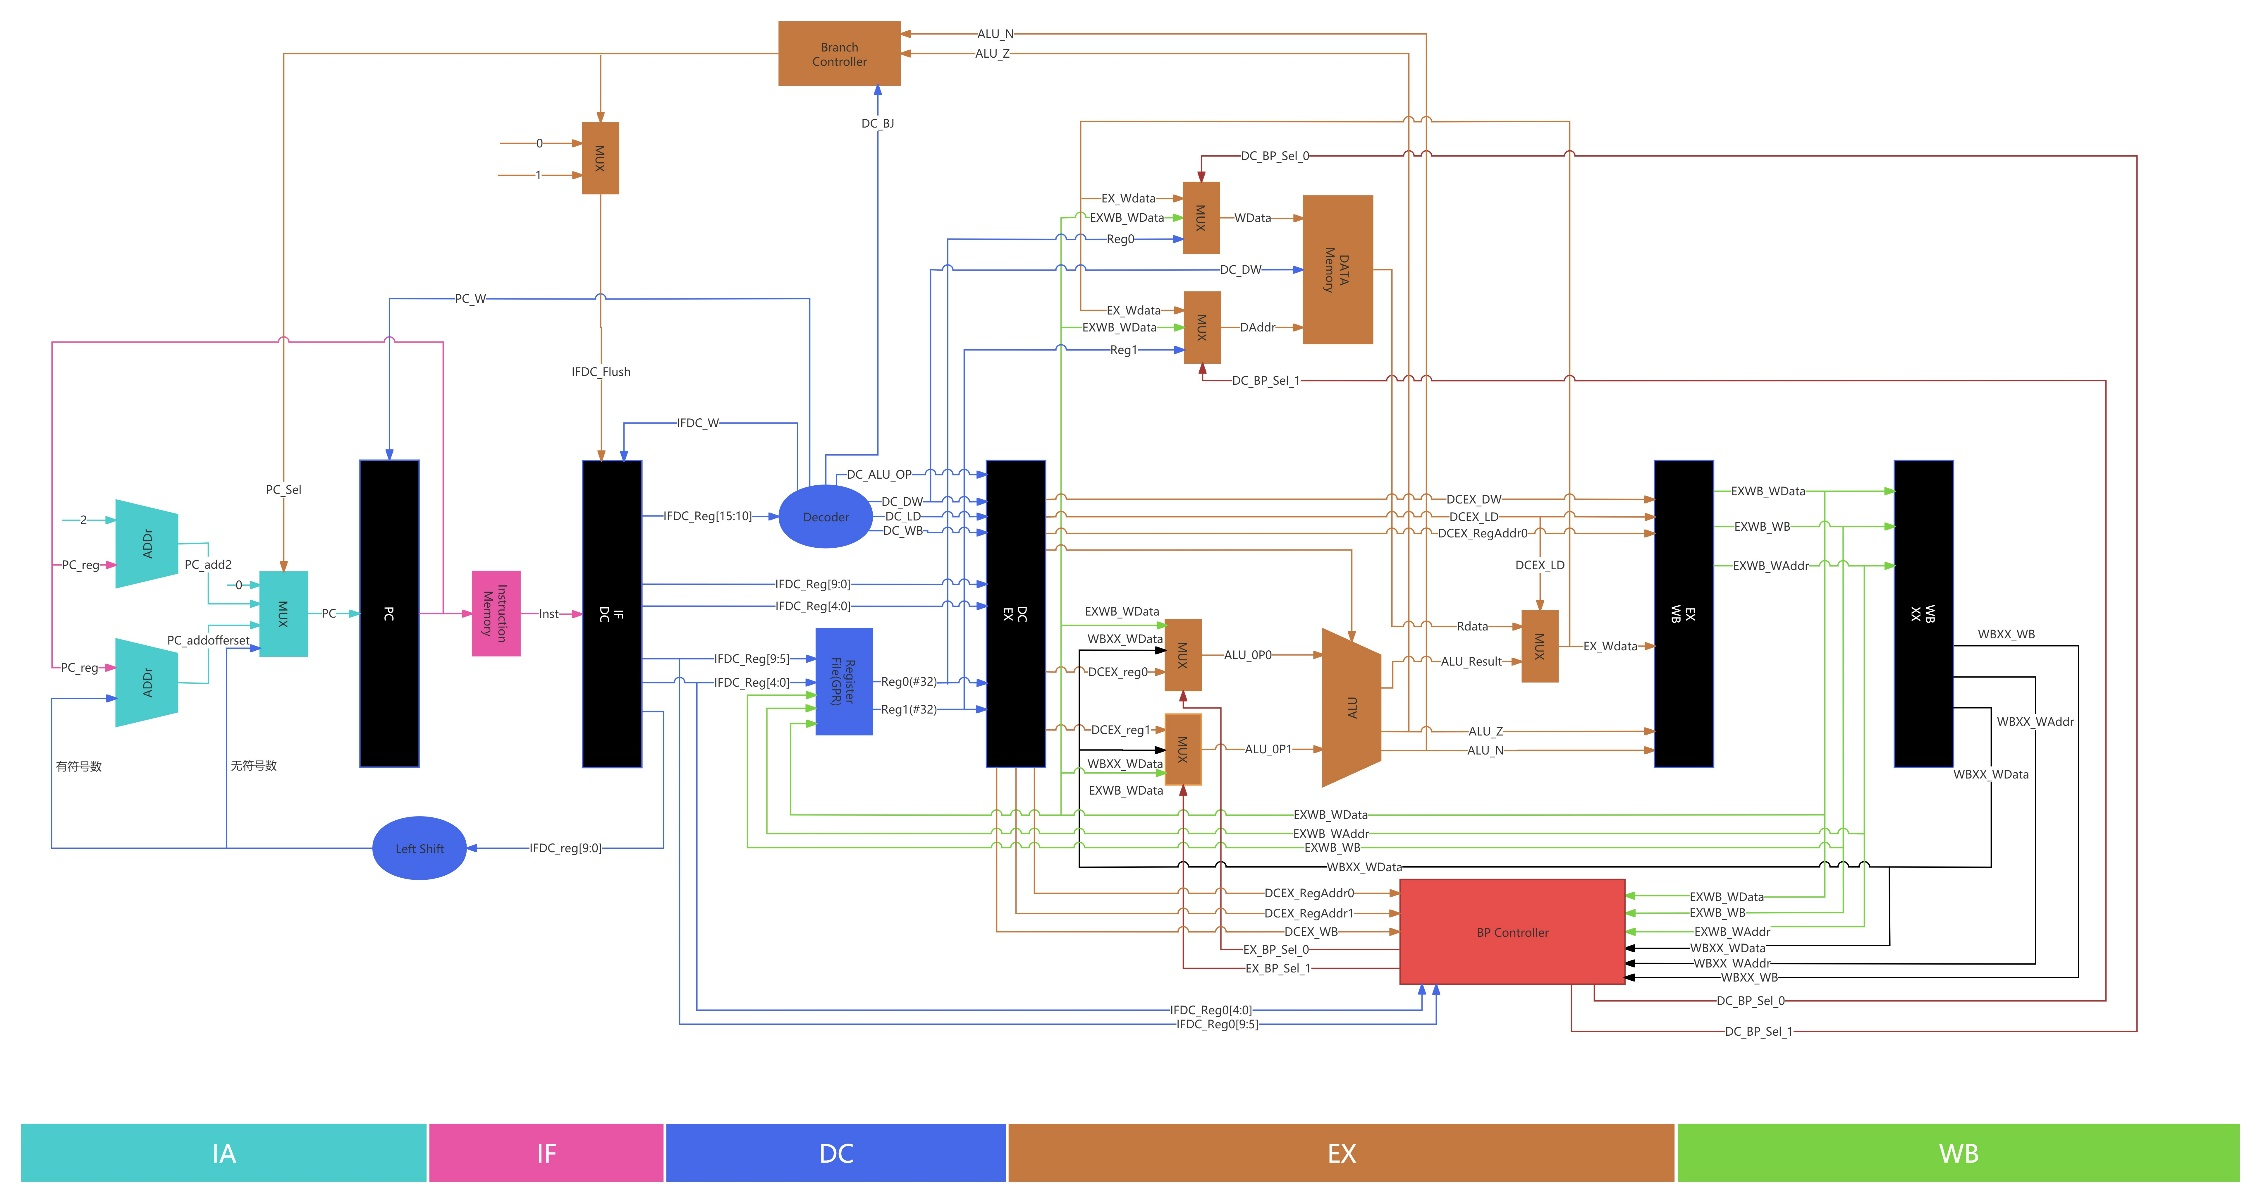 ALU_N
Branch
Controller
ALU_Z
DC_BJ
0
MUX
1
DC_BP_Sel_0
EX_Wdata
EXWB_WData
Reg0
MUX
WData
DATA
Memory
DC_DW
PC_W
EX_Wdata
EXWB_WData
Reg1
MUX
DAddr
IFDC_Flush
DC_BP_Sel_1
IFDC_W
PC_Sel
DC_ALU_OP
DC_DW
DC_LD
DC_WB
IFDC_Reg[15:10]
Decoder
2
ADDr
PC_reg
PC_add2
0
MUX
PC
PC
Instruction
Memory
Inst
IF
DC
IFDC_Reg[9:0]
IFDC_Reg[4:0]
PC_addofferset
PC_reg
ADDr
IFDC_Reg[9:5]
IFDC_Reg[4:0]
Register
File(GPR)
Reg0(#32)
Reg1(#32)
DC
EX
DCEX_DW
DCEX_LD
DCEX_RegAddr0
DCEX_LD
EXWB_WData
WBXX_WData
DCEX_reg0
MUX
ALU_0P0
DCEX_reg1
WBXX_WData
EXWB_WData
MUX
ALU_0P1
ALU
Rdata
ALU_Result
MUX
EX_Wdata
ALU_Z
ALU_N
EX
WB
EXWB_WData
EXWB_WB
EXWB_WAddr
WB
XX
WBXX_WB
WBXX_WAddr
WBXX_WData
有符号数
无符号数
Left Shift
IFDC_reg[9:0]
EXWB_WData
EXWB_WAddr
EXWB_WB
WBXX_WData
DCEX_RegAddr0
DCEX_RegAddr1
DCEX_WB
EX_BP_Sel_0
EX_BP_Sel_1
BP Controller
EXWB_WData
EXWB_WB
EXWB_WAddr
WBXX_WData
WBXX_WAddr
WBXX_WB
DC_BP_Sel_0
IFDC_Reg0[4:0]
IFDC_Reg0[9:5]
DC_BP_Sel_1
IA
IF
DC
EX
WB